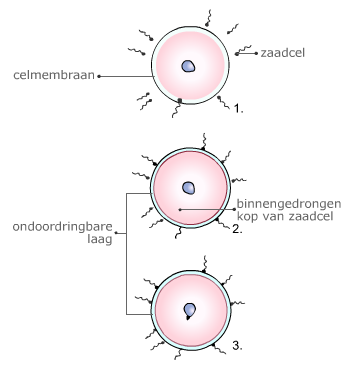 zaadcel
celmembraan
1.
binnengedrongen
kop van zaadcel
2.
ondoordringbare
laag
3.